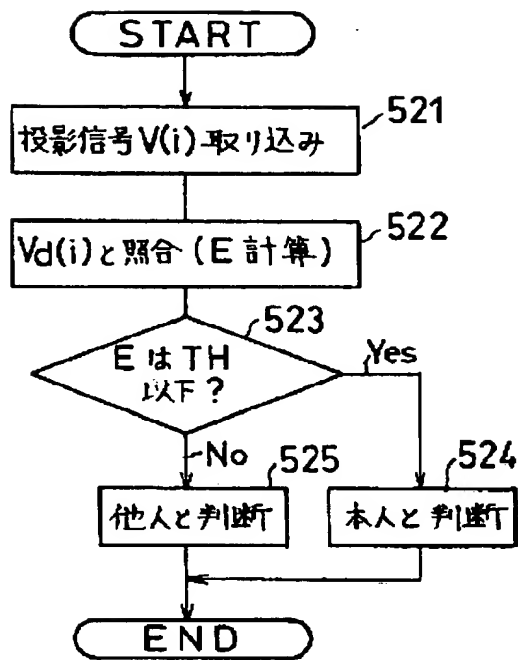 START
投影信号V(i)取り込み
521
Vd(i)と照合(E計算)
522
523
EはTH
以下?
Yes
No
525
524
他人と判断
本人と判断
END